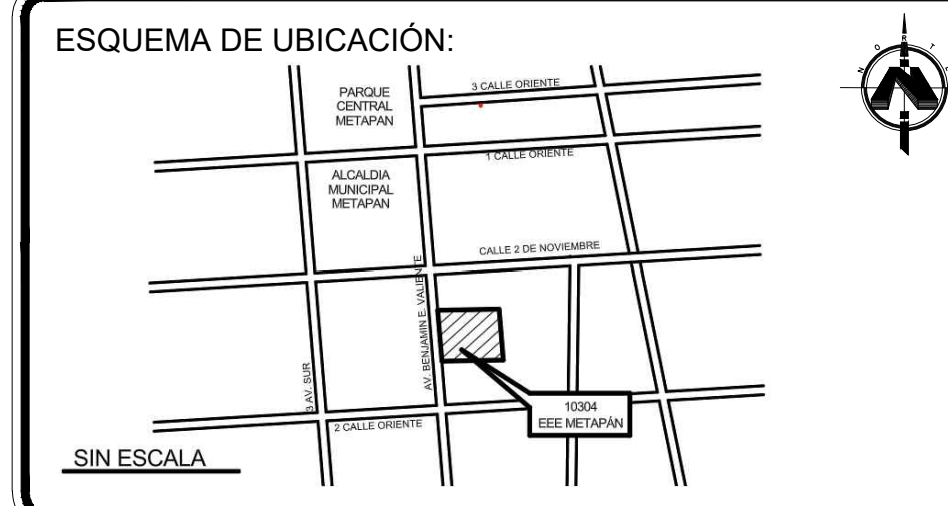 ESQUEMA DE UBICACIÓN:
NORTE
3 CALLE ORIENTE
PARQUE
CENTRAL
METAPAN
1 CALLE ORIENTE
ALCALDIA
MUNICIPAL
METAPAN
CALLE 2 DE NOVIEMBRE
AV. BENJAMIN E. VALIENTE
3 AV. SUR
10304
EEE METAPÁN
2 CALLE ORIENTE
SIN ESCALA